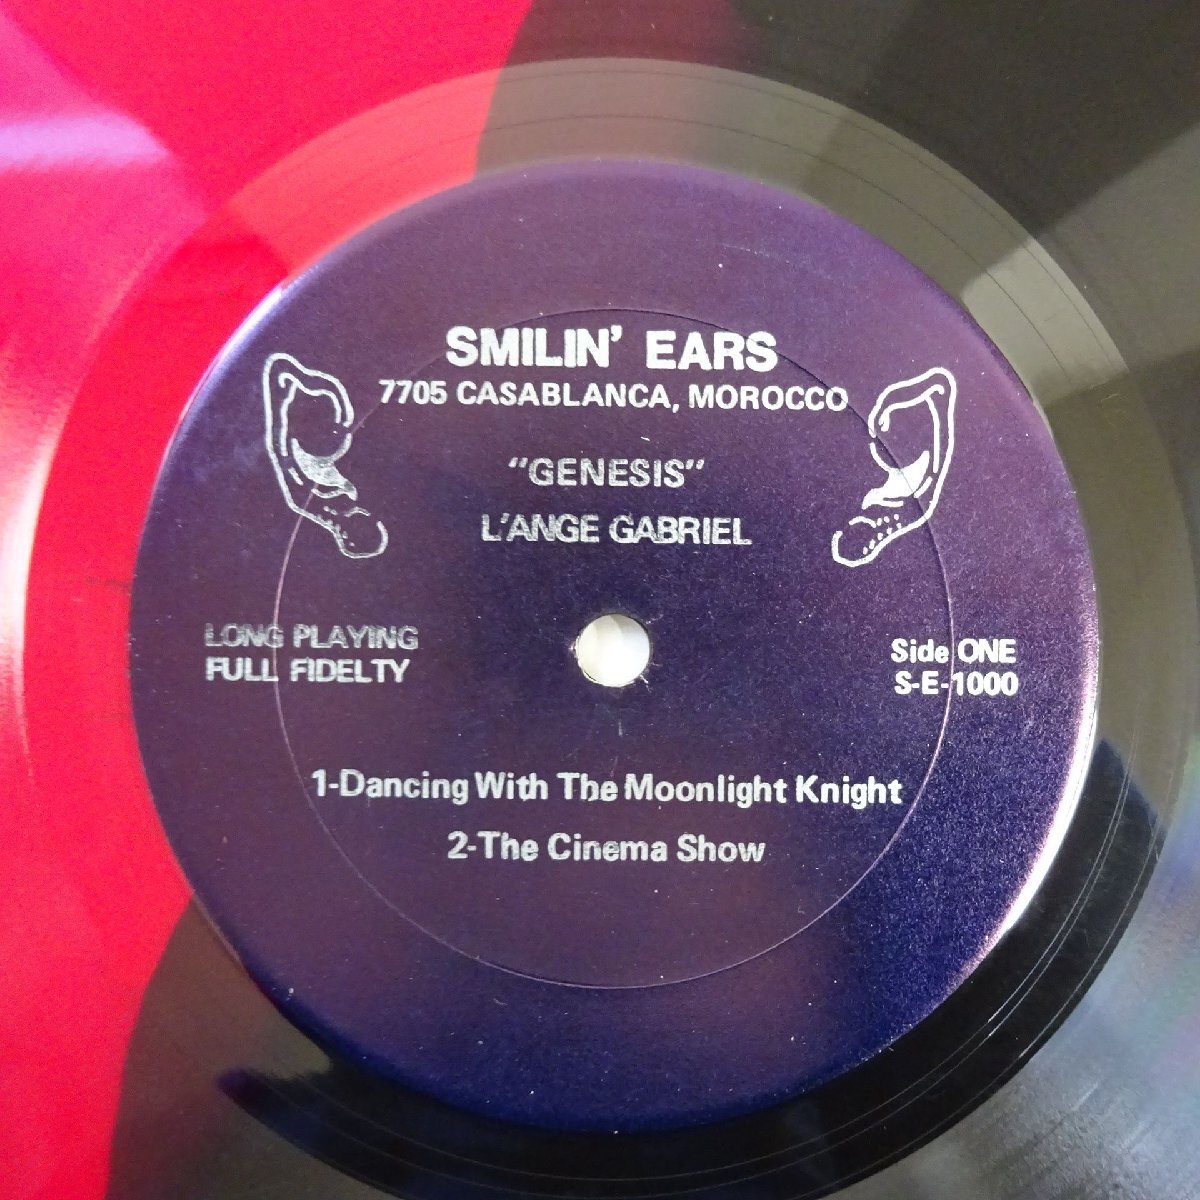 SMILIN' EARS
7705 CASABLANCA, MOROCCO
"GENESIS"
L'ANGE GABRIEL
LONG PLAYING
FULL FIDELTY
Side ONE
S-E-1000
1-Dancing With The Moonlight Knight
2-The Cinema Show